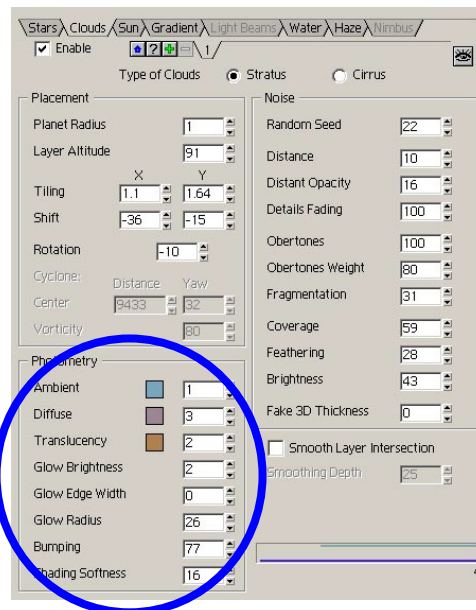 Stars Clouds Sun Gradient Light Beams Water Haze Nimbus
Enable ? 1
Type of Clouds Stratus Cirrus
Placement
Planet Radius 1
Layer Altitude 91
X Y
Tiling 1.1 1.64
Shift -36 -15
Rotation -10
Cyclone: Distance Yaw
Center 9433 32
Vorticity 80
Photometry
Ambient 1
Diffuse 3
Translucency 2
Glow Brightness 2
Glow Edge Width 0
Glow Radius 26
Bumping 77
Shading Softness 16
Noise
Random Seed 22
Distance 10
Distant Opacity 16
Details Fading 100
Obertones 100
Obertones Weight 80
Fragmentation 31
Coverage 59
Feathering 28
Brightness 43
Fake 3D Thickness 0
Smooth Layer Intersection
Smoothing Depth 25